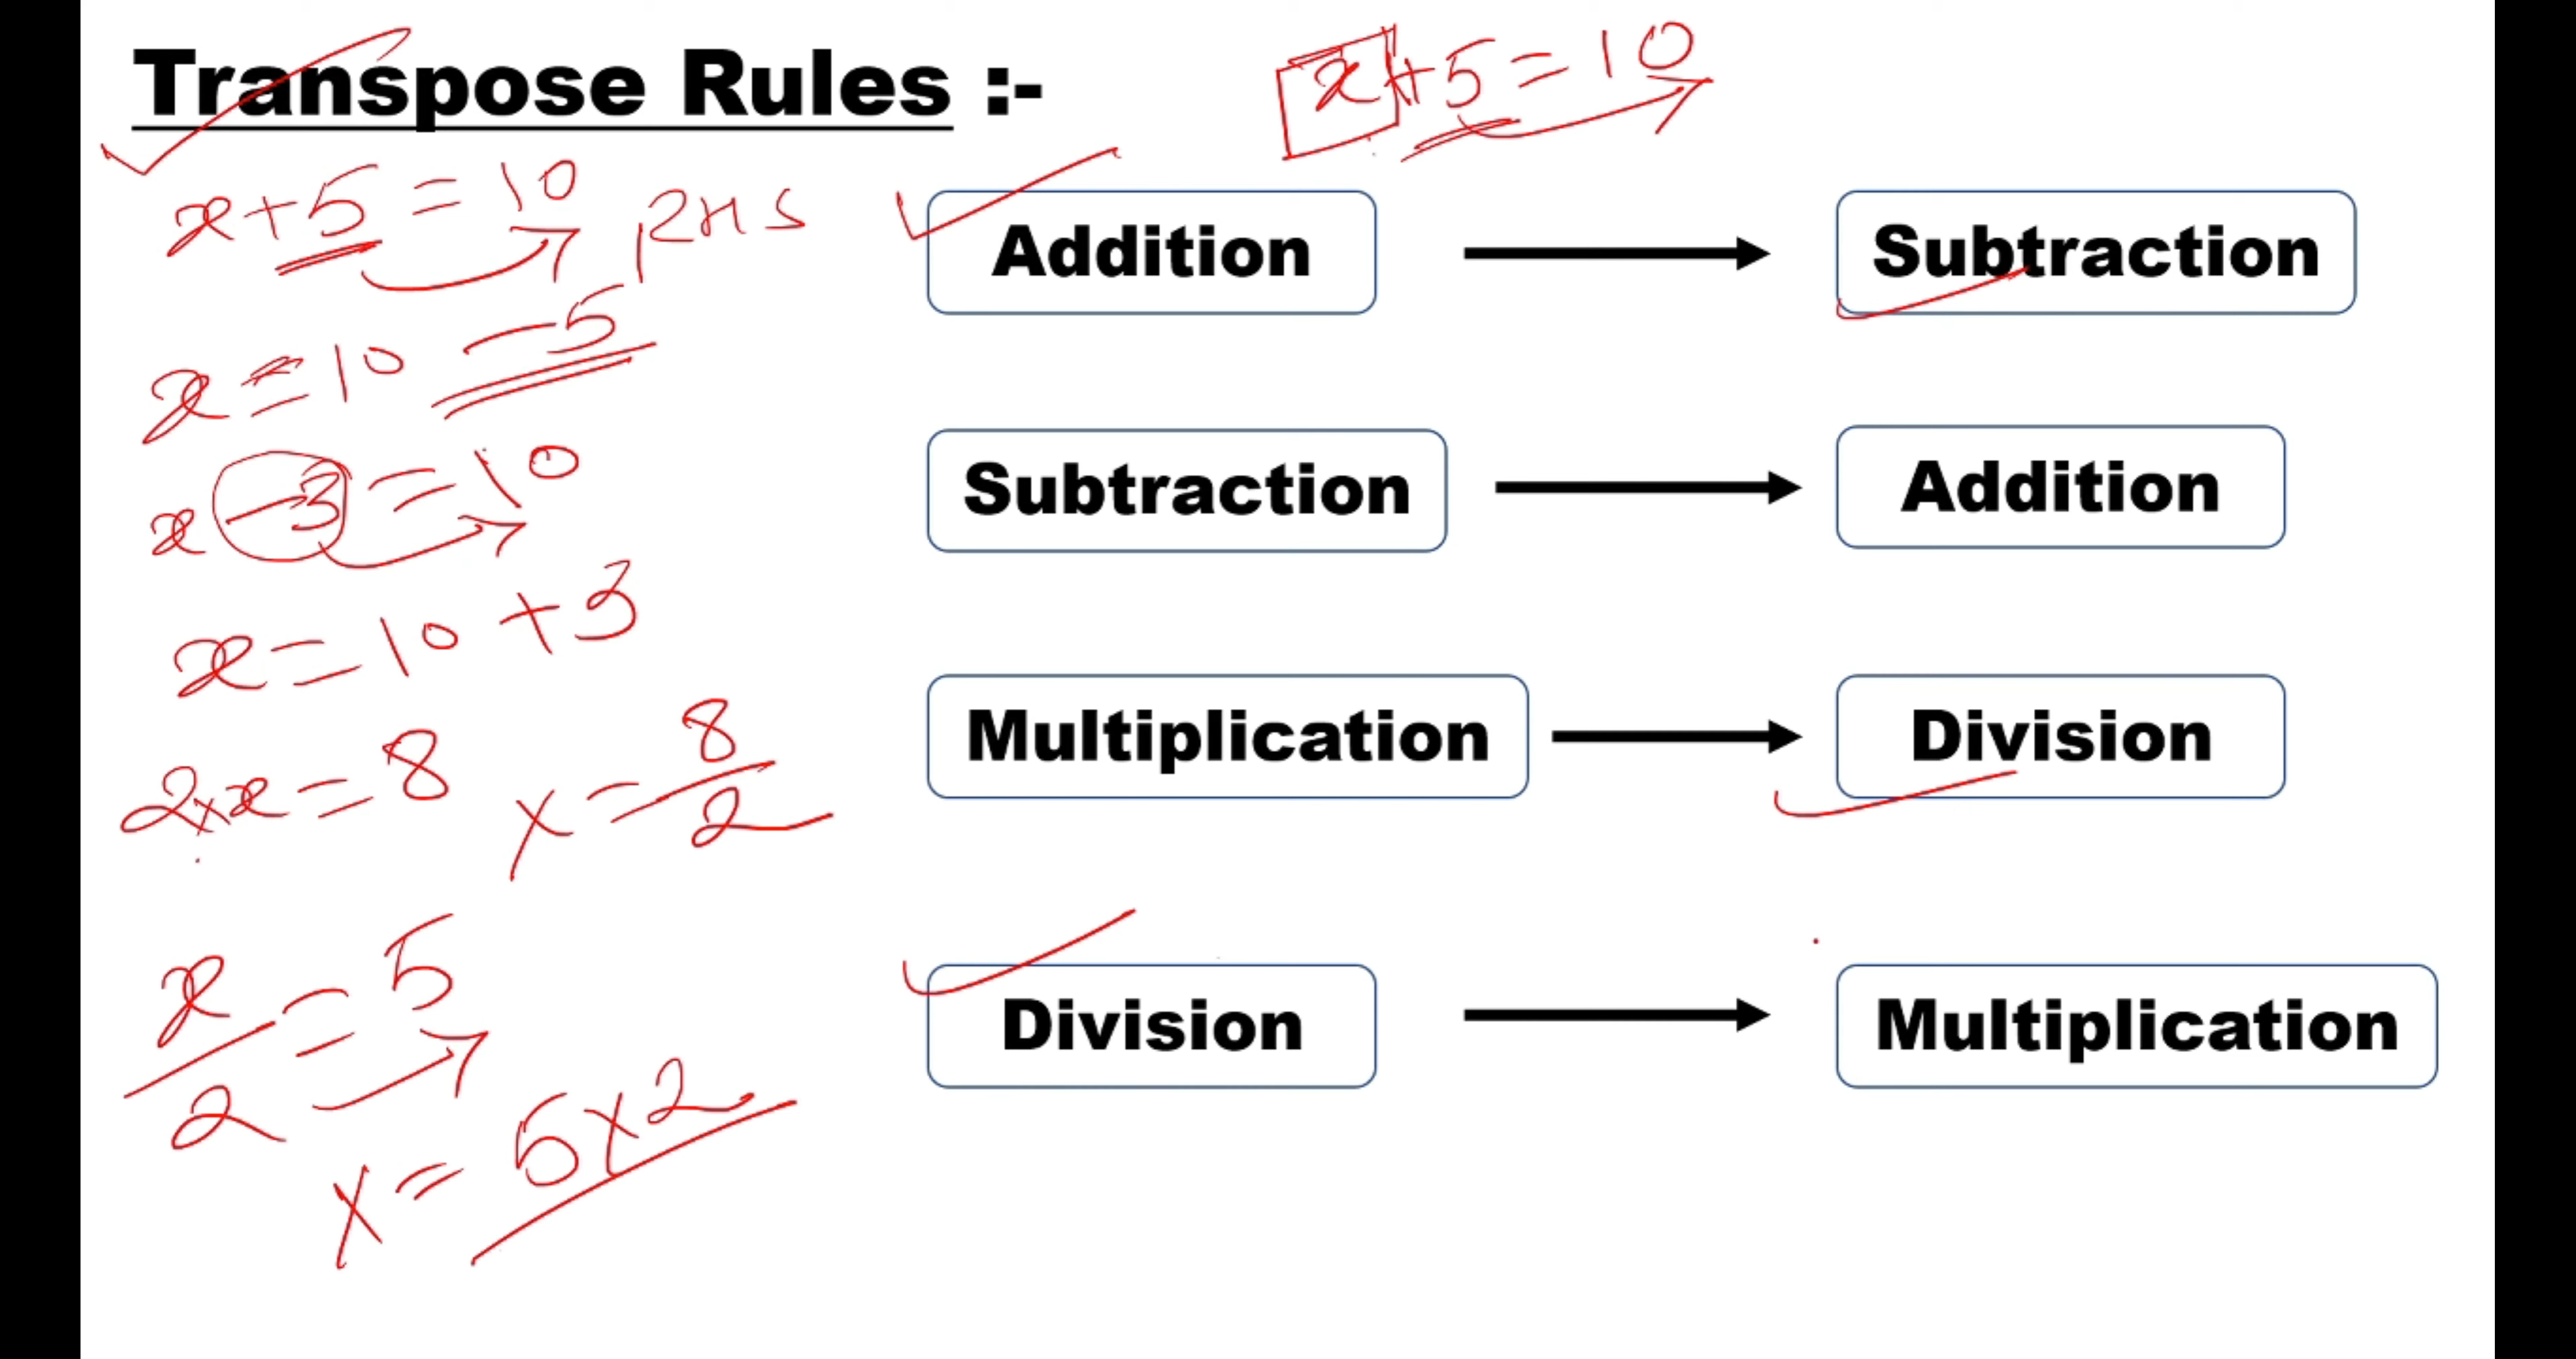 Transpose Rules :-
x+5=10
x+5=10 RHS
Addition → Subtraction
x=10-5
x-3=10
Subtraction → Addition
x=10+3
Multiplication → Division
2×x=8 x=8/2
x/2=5
Division → Multiplication
x=5×2